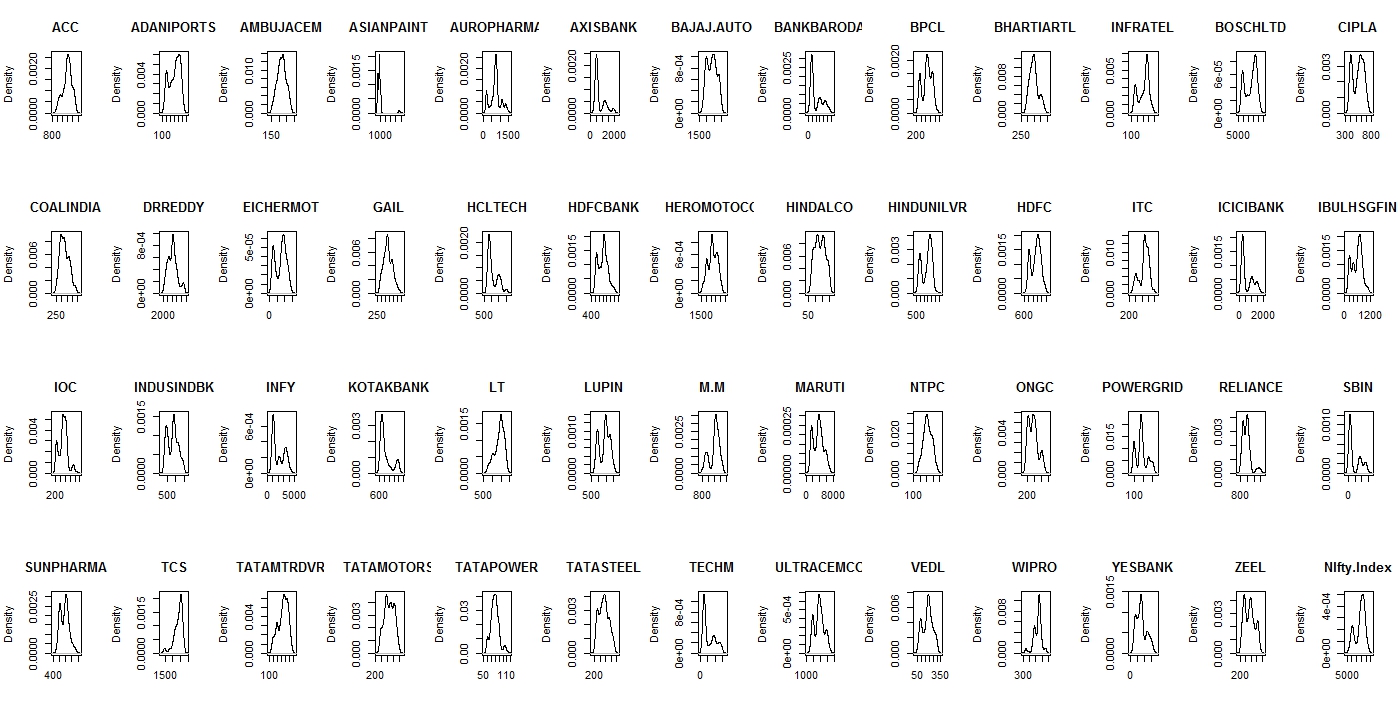 ACC ADANIPORTS AMBUJACEM ASIANPAINT AUROPHARMA AXISBANK BAJAJ.AUTO BANKBARODA BPCL BHARTIARTL INFRATEL BOSCHLTD CIPLA
Density Density Density Density Density Density Density Density Density Density Density Density Density
0.0000 0.0020 0.000 0.004 0.000 0.010 0.0000 0.0015 0.000 0.002 0.0000 0.0020 0e+00 8e-04 0.0000 0.0025 0.0000 0.0020 0.000 0.008 0.000 0.005 0e+00 6e-05 0.000 0.003
800 100 150 1000 0 1500 0 2000 1500 0 200 250 100 5000 300 800
COALINDIA DRREDDY EICHERMOT GAIL HCLTECH HDFCBANK HEROMOTOCO HINDALCO HINDUNILVR HDFC ITC ICICIBANK IBULHSGFIN
Density Density Density Density Density Density Density Density Density Density Density Density Density
0.000 0.006 0e+00 8e-04 0e+00 5e-05 0.000 0.006 0.0000 0.0020 0.0000 0.0015 0e+00 6e-04 0.000 0.006 0.000 0.003 0.0000 0.0015 0.000 0.010 0.0000 0.0015 0.0000 0.0015
250 2000 0 250 500 400 1500 50 500 600 200 0 2000 0 1200
IOC INDUSINDBK INFY KOTAKBANK LT LUPIN M.M MARUTI NTPC ONGC POWERGRID RELIANCE SBIN
Density Density Density Density Density Density Density Density Density Density Density Density Density
0.000 0.004 0.0000 0.0015 0e+00 6e-04 0.000 0.003 0.0000 0.0015 0.0000 0.0010 0.0000 0.0025 0.00000 0.00025 0.000 0.020 0.000 0.004 0.000 0.015 0.000 0.003 0.0000 0.0010
200 500 0 5000 600 500 500 800 0 8000 100 200 100 800 0
SUNPHARMA TCS TATAMTRDVR TATAMOTORS TATAPOWER TATASTEEL TECHM ULTRACEMCO VEDL WIPRO YESBANK ZEEL NIfty.Index
Density Density Density Density Density Density Density Density Density Density Density Density Density
0.0000 0.0025 0.0000 0.0015 0.000 0.004 0.000 0.003 0.00 0.03 0.000 0.003 0e+00 8e-04 0e+00 5e-04 0.000 0.006 0.000 0.008 0.0000 0.0015 0.000 0.003 0e+00 4e-04
400 1500 100 200 50 110 200 0 1000 50 350 300 0 200 5000